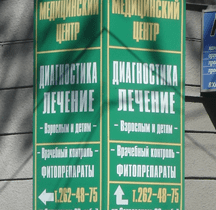 МЕДИЦИНСКИЙ
ЦЕНТР
ДИАГНОСТИКА
ЛЕЧЕНИЕ
- Взрослым и детям -
- Врачебный контроль -
ФИТОПРЕПАРАТЫ
т.262-48-75
МЕДИЦИНСКИЙ
ЦЕНТР
ДИАГНОСТИКА
ЛЕЧЕНИЕ
- Взрослым и детям -
- Врачебный контроль -
ФИТОПРЕПАРАТЫ
т.262-48-75